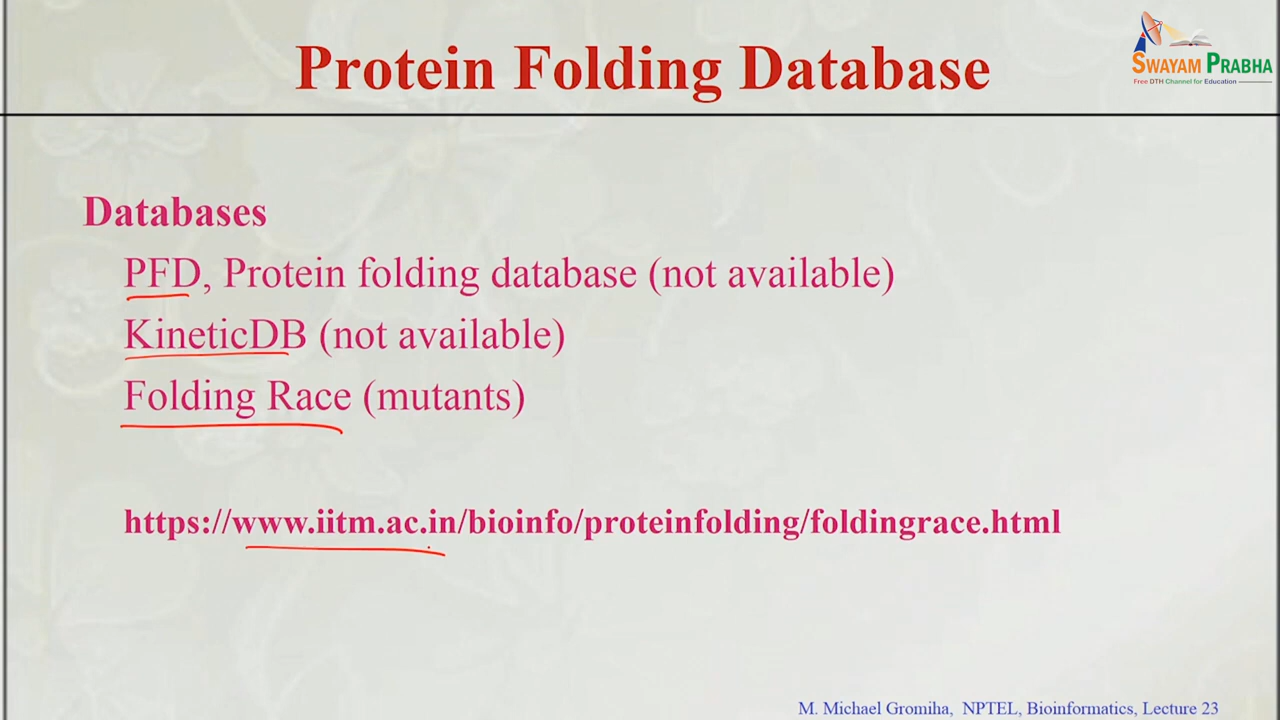 Protein Folding Database
SWAYAM PRABHA
Free DTH Channel for Education
Databases
PFD, Protein folding database (not available)
KineticDB (not available)
Folding Race (mutants)
https://www.iitm.ac.in/bioinfo/proteinfolding/foldingrace.html
M. Michael Gromiha, NPTEL, Bioinformatics, Lecture 23